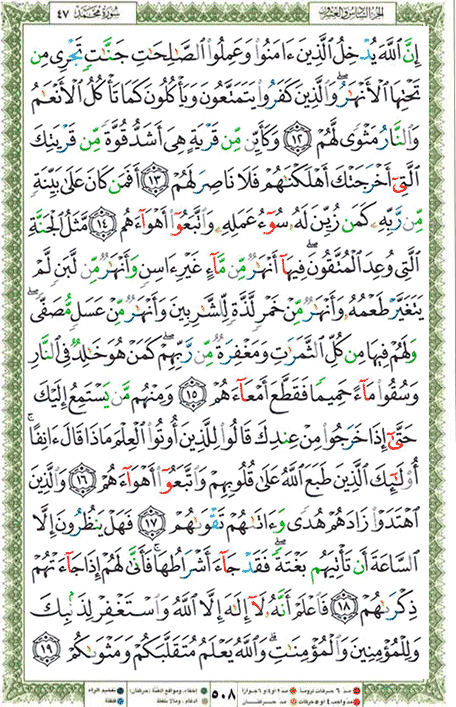 الجزء السادس والعشرون
سورة محمد ٤٧
إِنَّ ٱللَّهَ يُدۡخِلُ ٱلَّذِينَ ءَامَنُواْ وَعَمِلُواْ ٱلصَّٰلِحَٰتِ جَنَّٰتٖ تَجۡرِي مِن
تَحۡتِهَا ٱلۡأَنۡهَٰرُۖ وَٱلَّذِينَ كَفَرُواْ يَتَمَتَّعُونَ وَيَأۡكُلُونَ كَمَا تَأۡكُلُ ٱلۡأَنۡعَٰمُ
وَٱلنَّارُ مَثۡوٗى لَّهُمۡ ١٢ وَكَأَيِّن مِّن قَرۡيَةٍ هِيَ أَشَدُّ قُوَّةٗ مِّن قَرۡيَتِكَ
ٱلَّتِيٓ أَخۡرَجَتۡكَ أَهۡلَكۡنَٰهُمۡ فَلَا نَاصِرَ لَهُمۡ ١٣ أَفَمَن كَانَ عَلَىٰ بَيِّنَةٖ
مِّن رَّبِّهِۦ كَمَن زُيِّنَ لَهُۥ سُوٓءُ عَمَلِهِۦ وَٱتَّبَعُوٓاْ أَهۡوَآءَهُم ١٤ مَّثَلُ ٱلۡجَنَّةِ
ٱلَّتِي وُعِدَ ٱلۡمُتَّقُونَۖ فِيهَآ أَنۡهَٰرٞ مِّن مَّآءٍ غَيۡرِ ءَاسِنٖ وَأَنۡهَٰرٞ مِّن لَّبَنٖ لَّمۡ
يَتَغَيَّرۡ طَعۡمُهُۥ وَأَنۡهَٰرٞ مِّنۡ خَمۡرٖ لَّذَّةٖ لِّلشَّٰرِبِينَ وَأَنۡهَٰرٞ مِّنۡ عَسَلٖ مُّصَفّٗىۖ
وَلَهُمۡ فِيهَا مِن كُلِّ ٱلثَّمَرَٰتِ وَمَغۡفِرَةٞ مِّن رَّبِّهِمۡۖ كَمَنۡ هُوَ خَٰلِدٞ فِي ٱلنَّارِ
وَسُقُواْ مَآءً حَمِيمٗا فَقَطَّعَ أَمۡعَآءَهُمۡ ١٥ وَمِنۡهُم مَّن يَسۡتَمِعُ إِلَيۡكَ
حَتَّىٰٓ إِذَا خَرَجُواْ مِنۡ عِندِكَ قَالُواْ لِلَّذِينَ أُوتُواْ ٱلۡعِلۡمَ مَاذَا قَالَ ءَانِفًاۚ
أُوْلَٰٓئِكَ ٱلَّذِينَ طَبَعَ ٱللَّهُ عَلَىٰ قُلُوبِهِمۡ وَٱتَّبَعُوٓاْ أَهۡوَآءَهُمۡ ١٦ وَٱلَّذِينَ
ٱهۡتَدَوۡاْ زَادَهُمۡ هُدٗى وَءَاتَىٰهُمۡ تَقۡوَىٰهُمۡ ١٧ فَهَلۡ يَنظُرُونَ إِلَّا
ٱلسَّاعَةَ أَن تَأۡتِيَهُم بَغۡتَةٗۖ فَقَدۡ جَآءَ أَشۡرَاطُهَاۚ فَأَنَّىٰ لَهُمۡ إِذَا جَآءَتۡهُمۡ
ذِكۡرَىٰهُمۡ ١٨ فَٱعۡلَمۡ أَنَّهُۥ لَآ إِلَٰهَ إِلَّا ٱللَّهُ وَٱسۡتَغۡفِرۡ لِذَنۢبِكَ
وَلِلۡمُؤۡمِنِينَ وَٱلۡمُؤۡمِنَٰتِۗ وَٱللَّهُ يَعۡلَمُ مُتَقَلَّبَكُمۡ وَمَثۡوَىٰكُمۡ ١٩
٥٠٨
مد ٦ حركات لزوماً مد ٢ أو ٤ أو ٦ جوازاً
مد واجب ٤ أو ٥ حركات مد حركتان
إخفاء، ومواقع الغنة (حركتان) تفخيم الراء
إدغام، وما لا يلفظ قلقلة